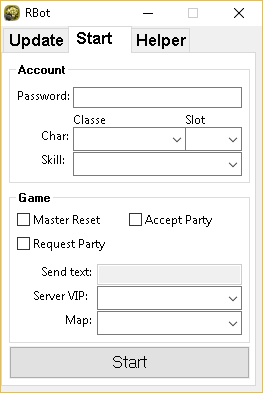 RBot
Update Start Helper
Account
Password:
Classe Slot
Char:
Skill:
Game
Master Reset Accept Party
Request Party
Send text:
Server VIP:
Map:
Start